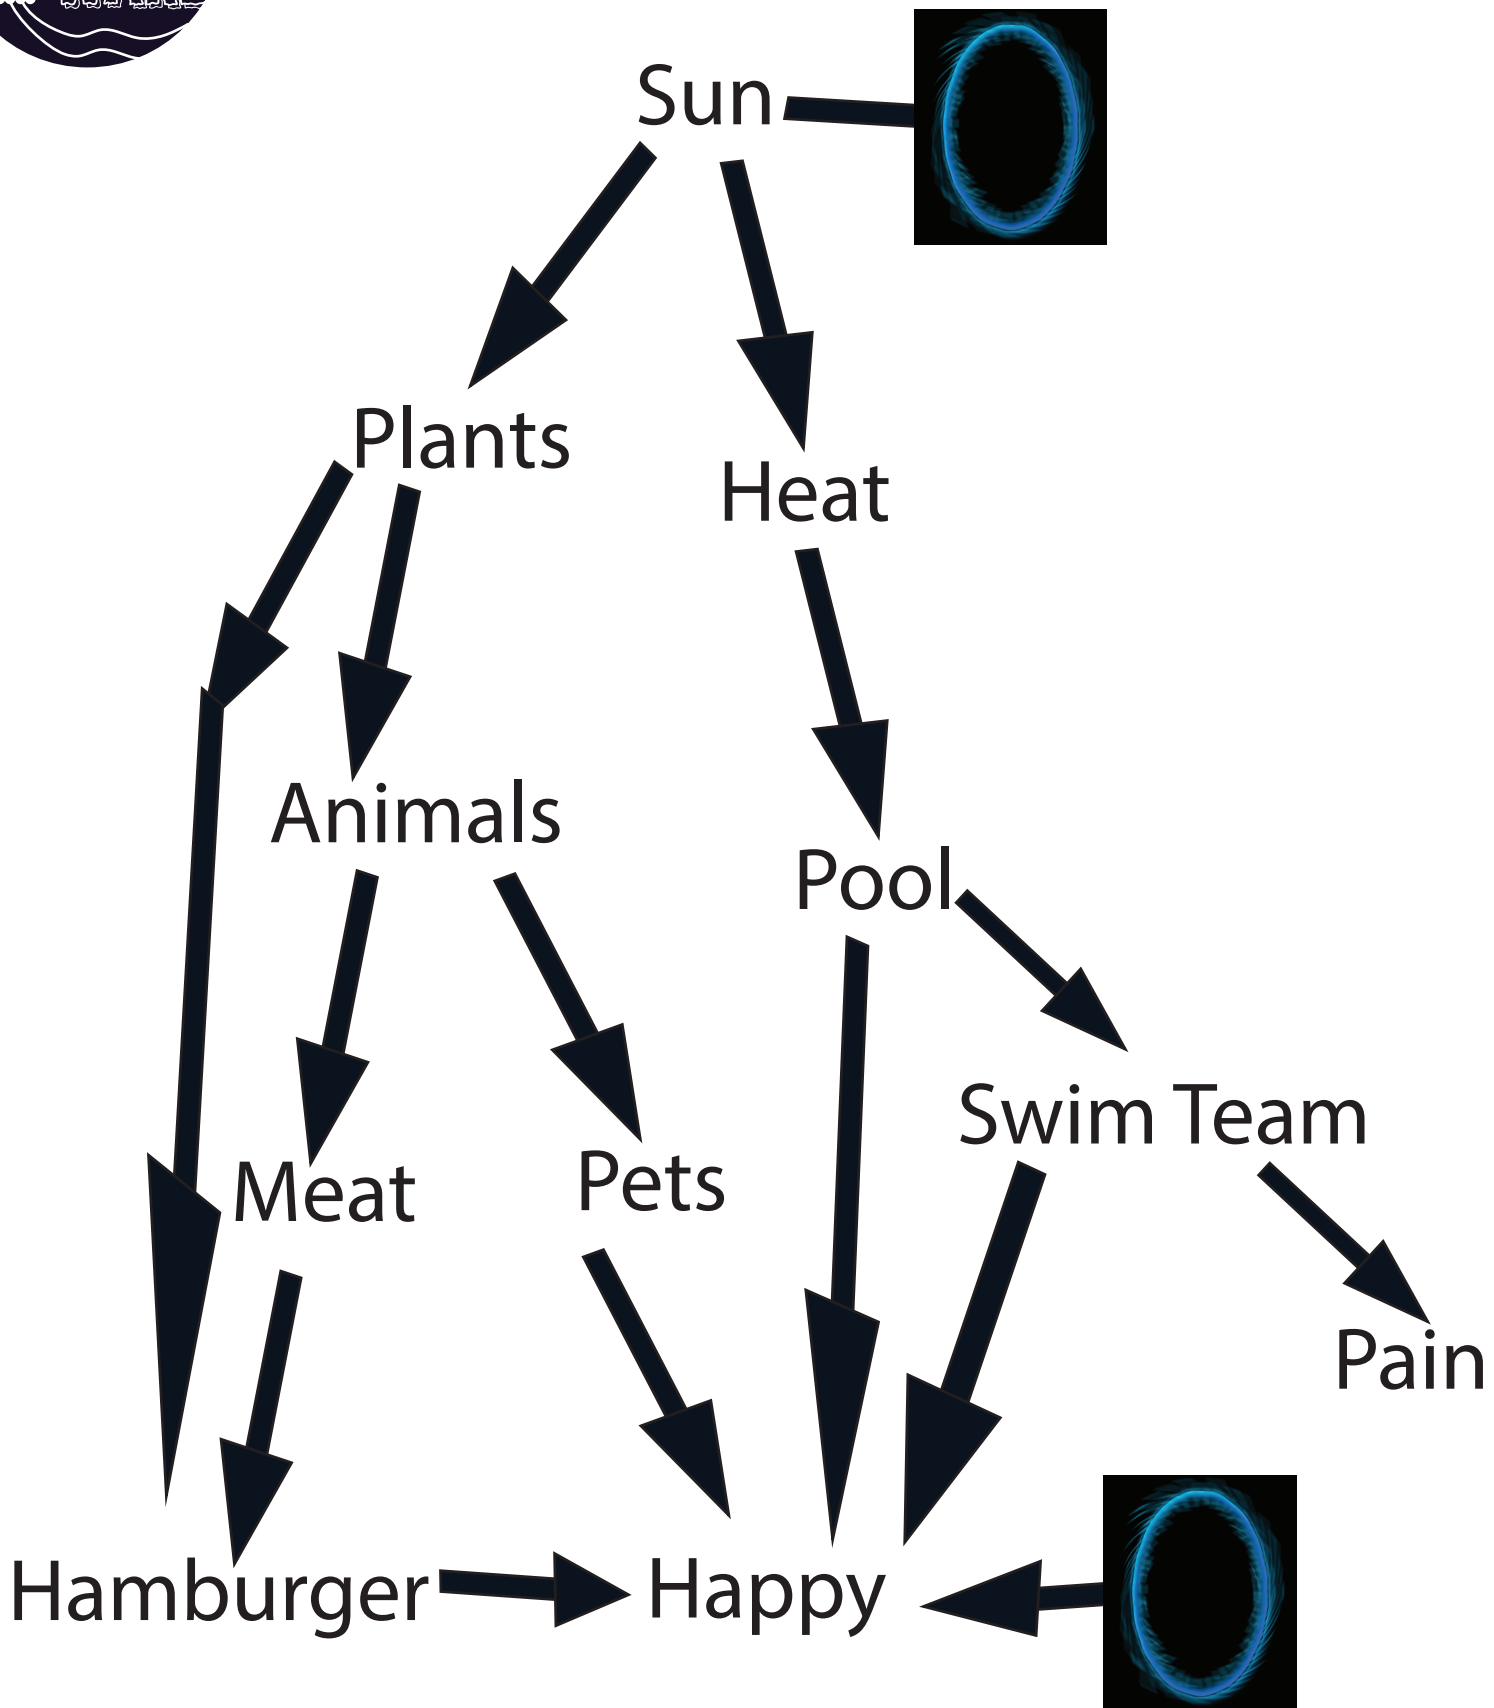 Sun
Plants
Heat
Animals
Pool
Swim Team
Meat
Pets
Pain
Hamburger
Happy